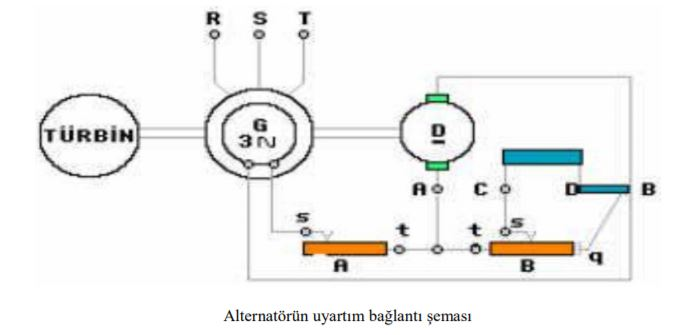 R S T
TÜRBİN
G
3
D
A C D B
s t t s
A B q
Alternatörün uyartım bağlantı şeması